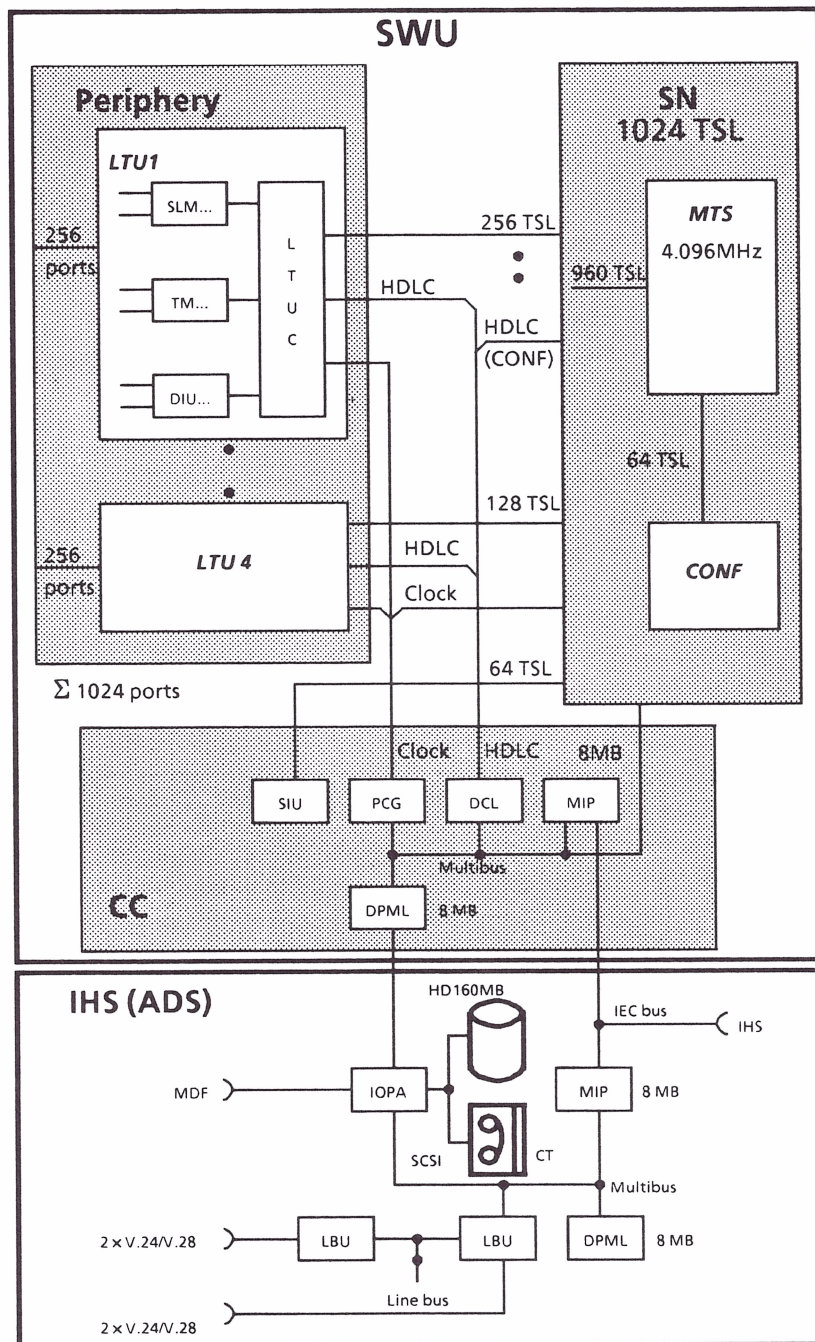 SWU
Periphery
LTU1
SLM...
TM...
DIU...
L
T
U
C
256
ports
SN
1024 TSL
MTS
4.096MHz
256 TSL
960 TSL
HDLC
HDLC
(CONF)
64 TSL
CONF
LTU 4
256
ports
128 TSL
HDLC
Clock
Σ 1024 ports
64 TSL
Clock
HDLC
8MB
SIU
PCG
DCL
MIP
Multibus
CC
DPML
8 MB
IHS (ADS)
HD160MB
IEC bus
IHS
MDF
IOPA
MIP
8 MB
SCSI
CT
Multibus
2 x V.24/V.28
LBU
LBU
DPML
8 MB
Line bus
2 x V.24/V.28